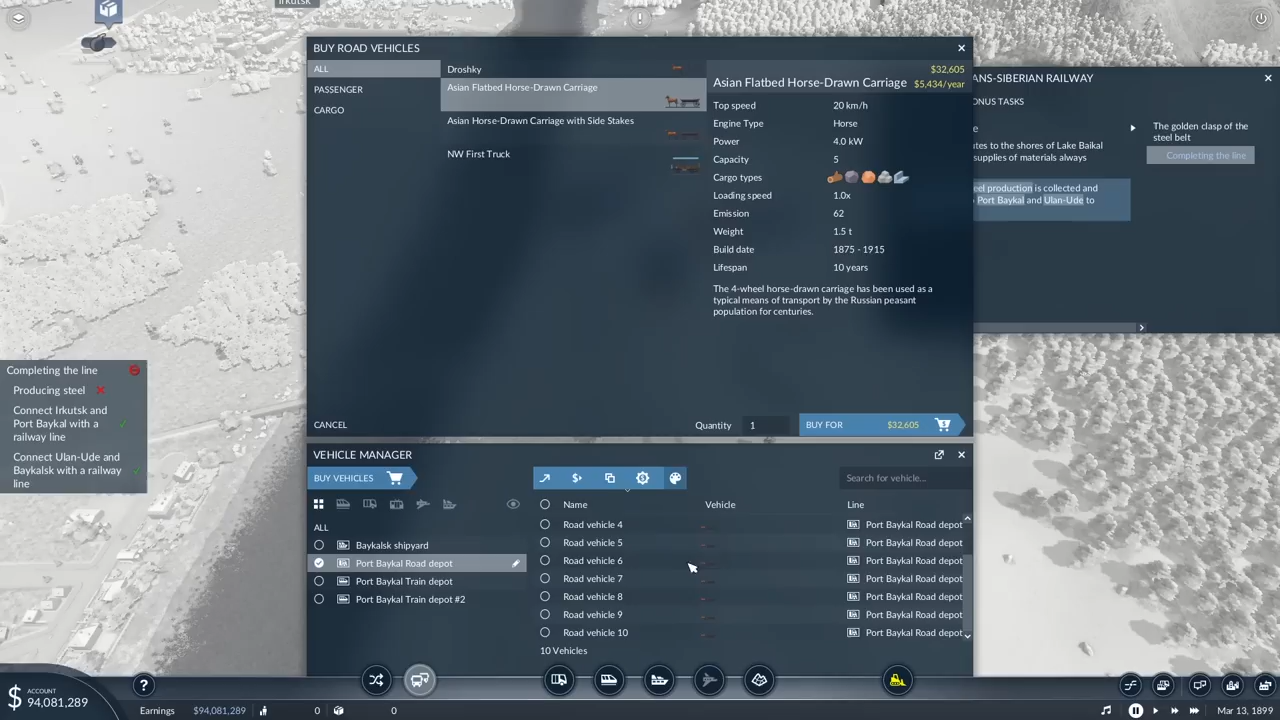 Irkutsk
BUY ROAD VEHICLES
ALL
PASSENGER
CARGO
Droshky
Asian Flatbed Horse-Drawn Carriage
Asian Horse-Drawn Carriage with Side Stakes
NW First Truck
$32,605
Asian Flatbed Horse-Drawn Carriage $5,434/year
Top speed 20 km/h
Engine Type Horse
Power 4.0 kW
Capacity 5
Cargo types
Loading speed 1.0x
Emission 62
Weight 1.5 t
Build date 1875 - 1915
Lifespan 10 years
The 4-wheel horse-drawn carriage has been used as a
typical means of transport by the Russian peasant
population for centuries.
CANCEL
Quantity 1
BUY FOR $32,605
ANS-SIBERIAN RAILWAY
ONUS TASKS
e
utes to the shores of Lake Baikal
supplies of materials always
eel production is collected and
Port Baykal and Ulan-Ude to
The golden clasp of the
steel belt
Completing the line
Completing the line
Producing steel
Connect Irkutsk and
Port Baykal with a
railway line
Connect Ulan-Ude and
Baykalsk with a railway
line
VEHICLE MANAGER
BUY VEHICLES
Search for vehicle...
ALL
Baykalsk shipyard
Port Baykal Road depot
Port Baykal Train depot
Port Baykal Train depot #2
Name Vehicle Line
Road vehicle 4 Port Baykal Road depot
Road vehicle 5 Port Baykal Road depot
Road vehicle 6 Port Baykal Road depot
Road vehicle 7 Port Baykal Road depot
Road vehicle 8 Port Baykal Road depot
Road vehicle 9 Port Baykal Road depot
Road vehicle 10 Port Baykal Road depot
10 Vehicles
$ ACCOUNT
94,081,289
?
Earnings $94,081,289 0 0
Mar 13, 1899